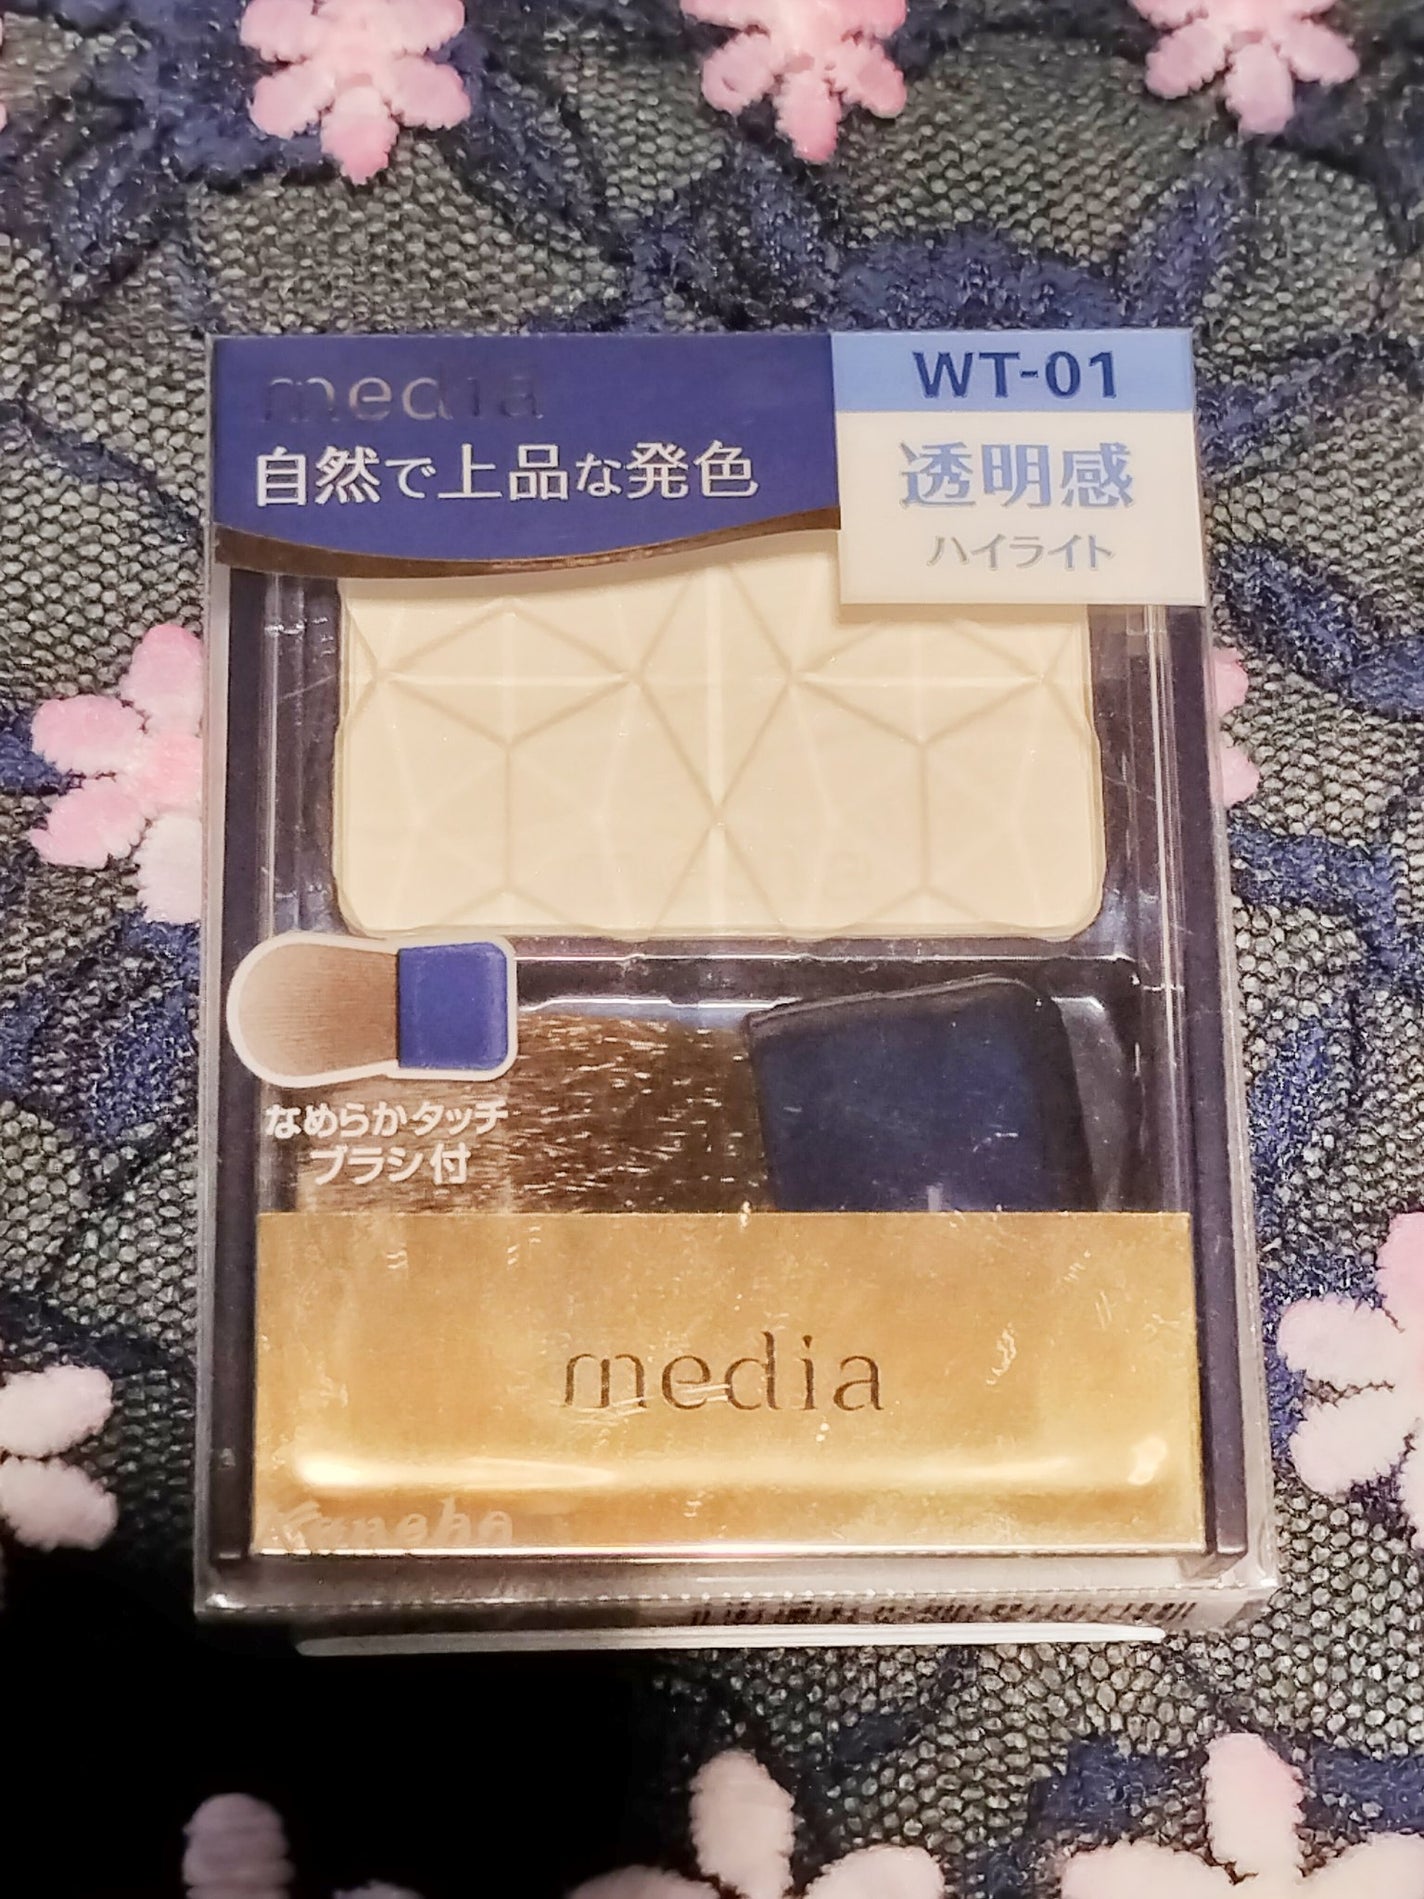 media
自然で上品な発色
WT-01
透明感
ハイライト
なめらかタッチ
ブラシ付
media
Kanebo